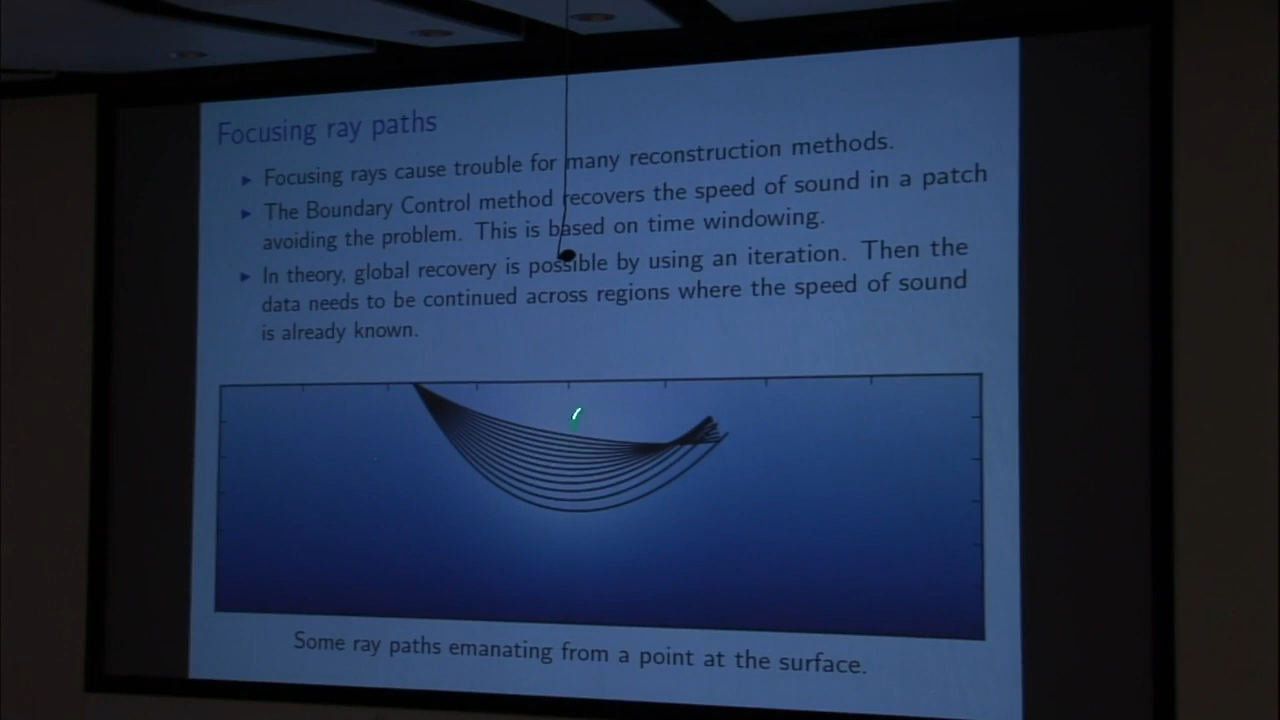 Focusing ray paths
Focusing rays cause trouble for many reconstruction methods.
The Boundary Control method recovers the speed of sound in a patch
avoiding the problem. This is based on time windowing.
In theory, global recovery is possible by using an iteration. Then the
data needs to be continued across regions where the speed of sound
is already known.
Some ray paths emanating from a point at the surface.